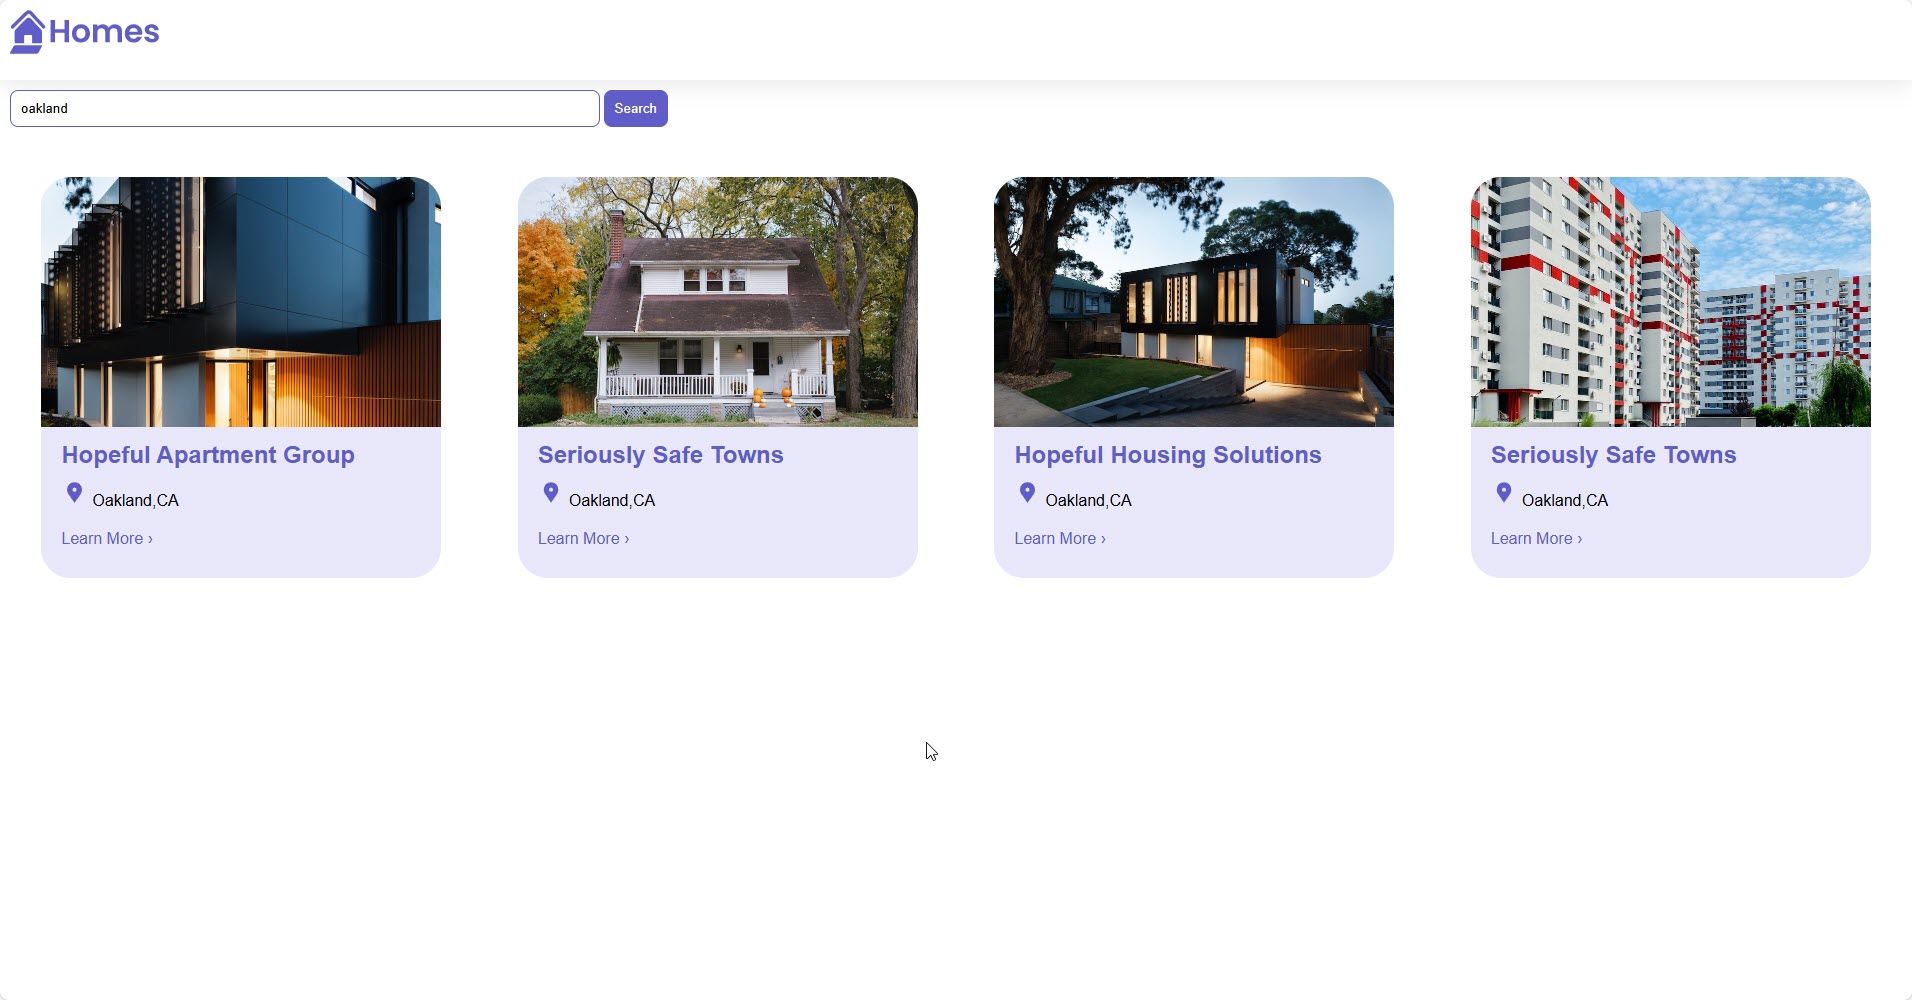 Homes
oakland
Search
Hopeful Apartment Group
Oakland,CA
Learn More ›
Seriously Safe Towns
Oakland,CA
Learn More ›
Hopeful Housing Solutions
Oakland,CA
Learn More ›
Seriously Safe Towns
Oakland,CA
Learn More ›